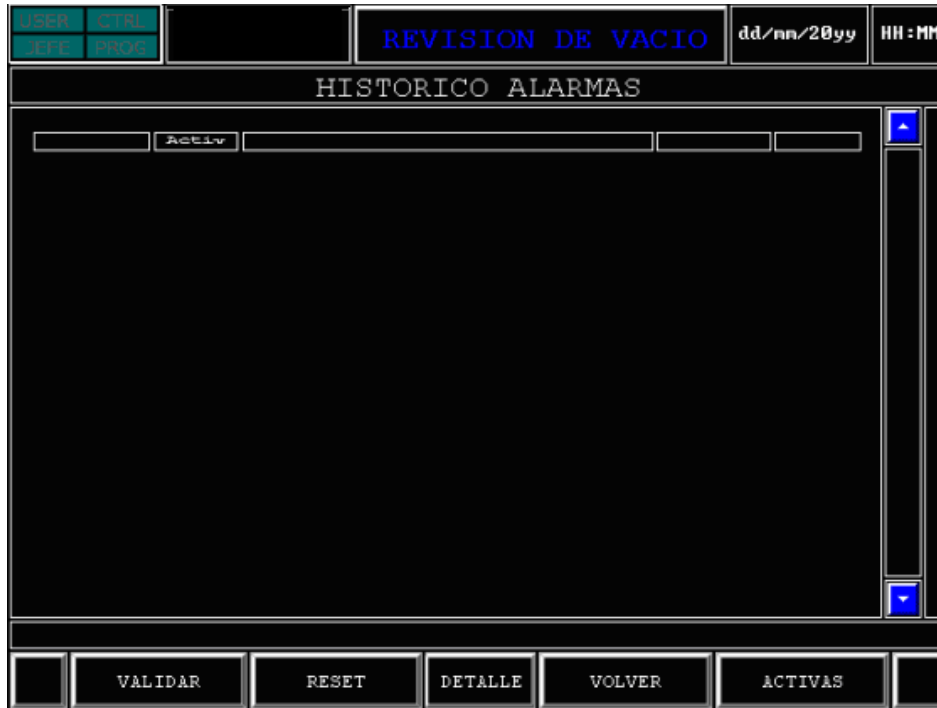 USER CTRL
JEFE PROG
REVISION DE VACIO
dd/mm/20yy
HH:MM
HISTORICO ALARMAS
Activ
VALIDAR
RESET
DETALLE
VOLVER
ACTIVAS